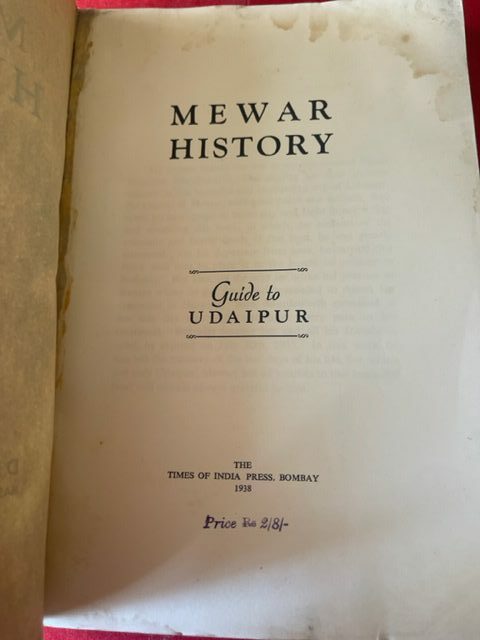 MEWAR
HISTORY
Guide to
UDAIPUR
THE
TIMES OF INDIA PRESS, BOMBAY
1938
Price Rs 2/8/-